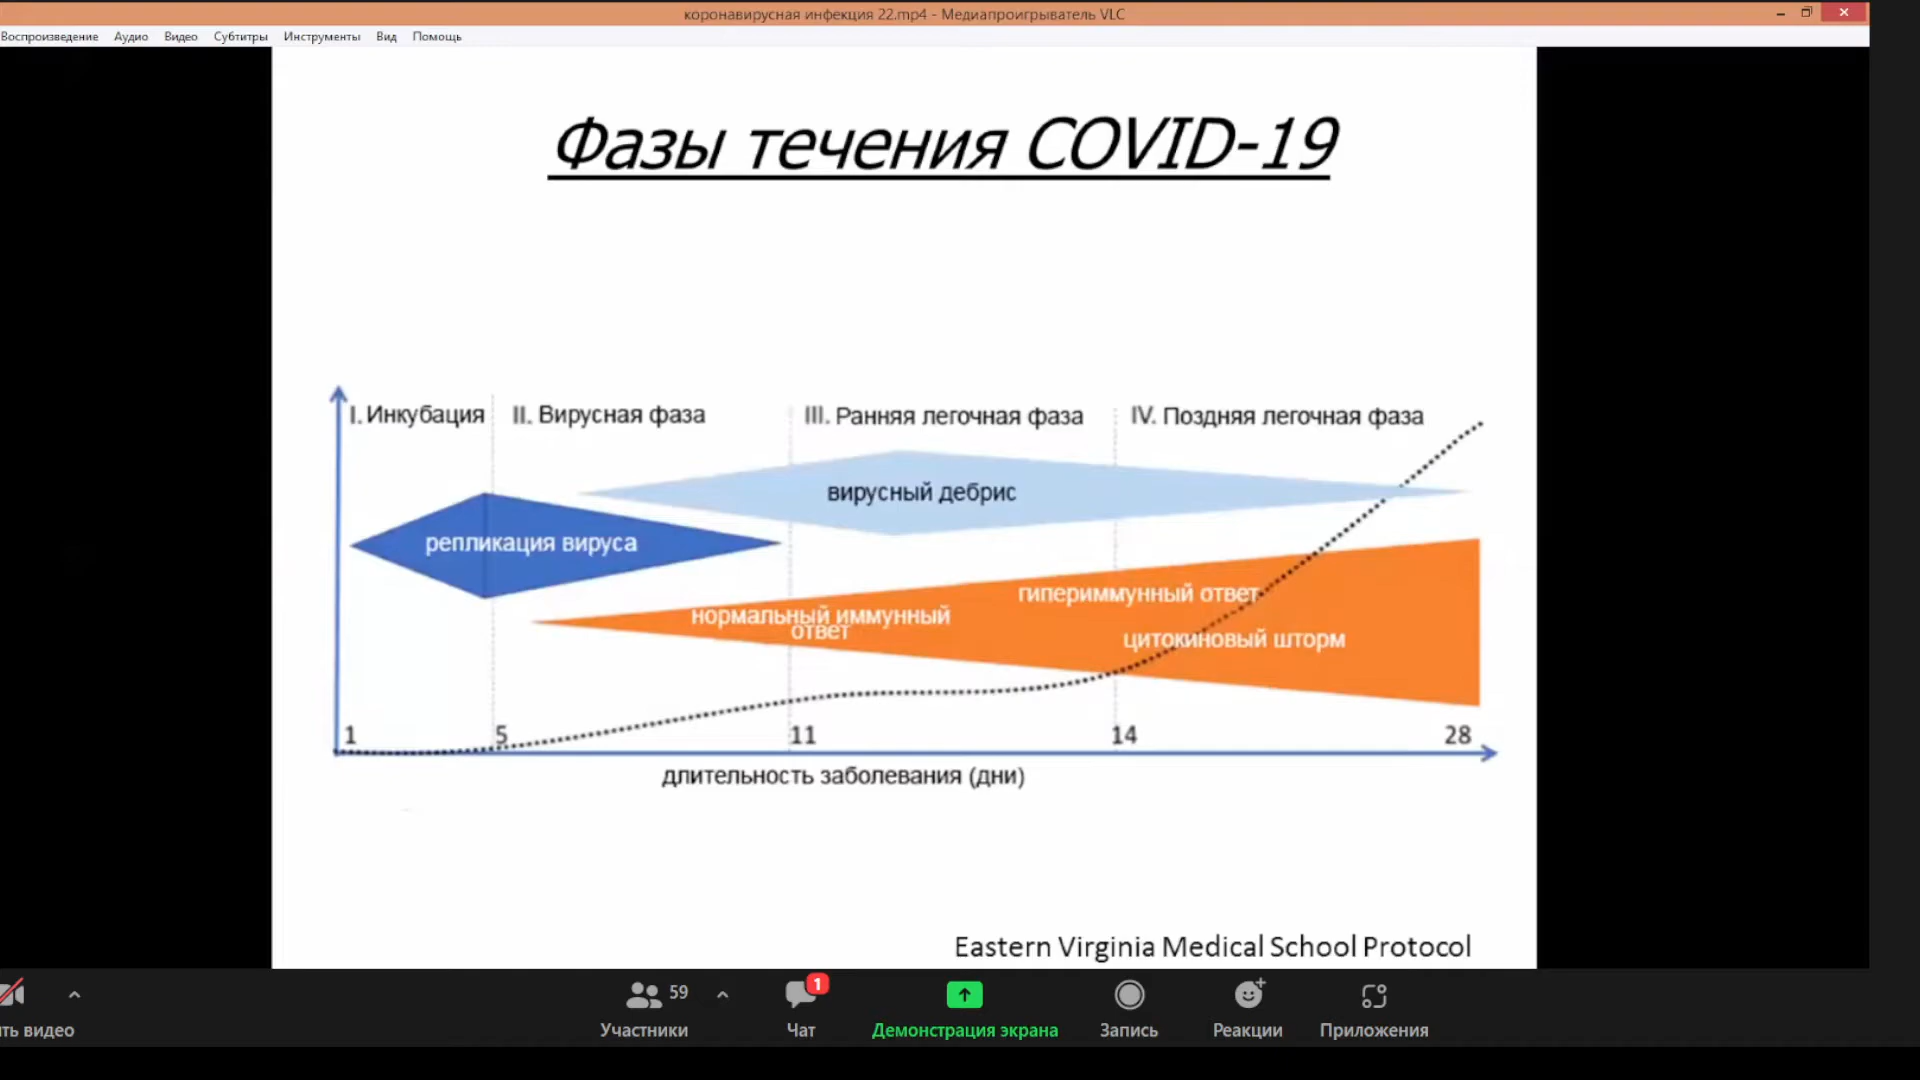 коронавирусная инфекция 22.mp4 - Медиапроигрыватель VLC
Воспроизведение Аудио Видео Субтитры Инструменты Вид Помощь
Фазы течения COVID-19
I. Инкубация II. Вирусная фаза III. Ранняя легочная фаза IV. Поздняя легочная фаза
вирусный дебрис
репликация вируса
гипериммунный ответ
нормальный иммунный
ответ
цитокиновый шторм
1 5 11 14 28
длительность заболевания (дни)
Eastern Virginia Medical School Protocol
59 1
ть видео Участники Чат Демонстрация экрана Запись Реакции Приложения